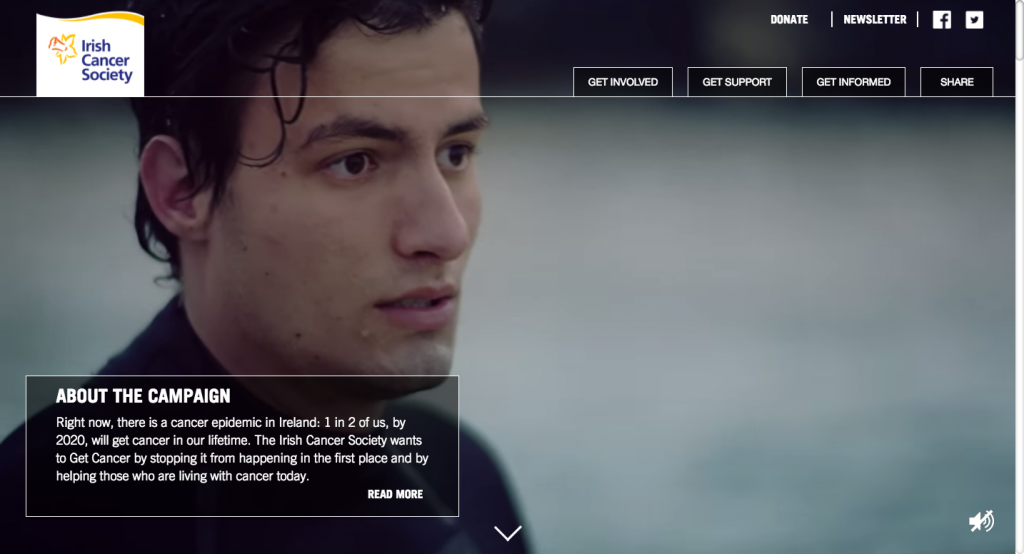 Irish
Cancer
Society
DONATE
NEWSLETTER
GET INVOLVED
GET SUPPORT
GET INFORMED
SHARE
ABOUT THE CAMPAIGN
Right now, there is a cancer epidemic in Ireland: 1 in 2 of us, by
2020, will get cancer in our lifetime. The Irish Cancer Society wants
to Get Cancer by stopping it from happening in the first place and by
helping those who are living with cancer today.
READ MORE